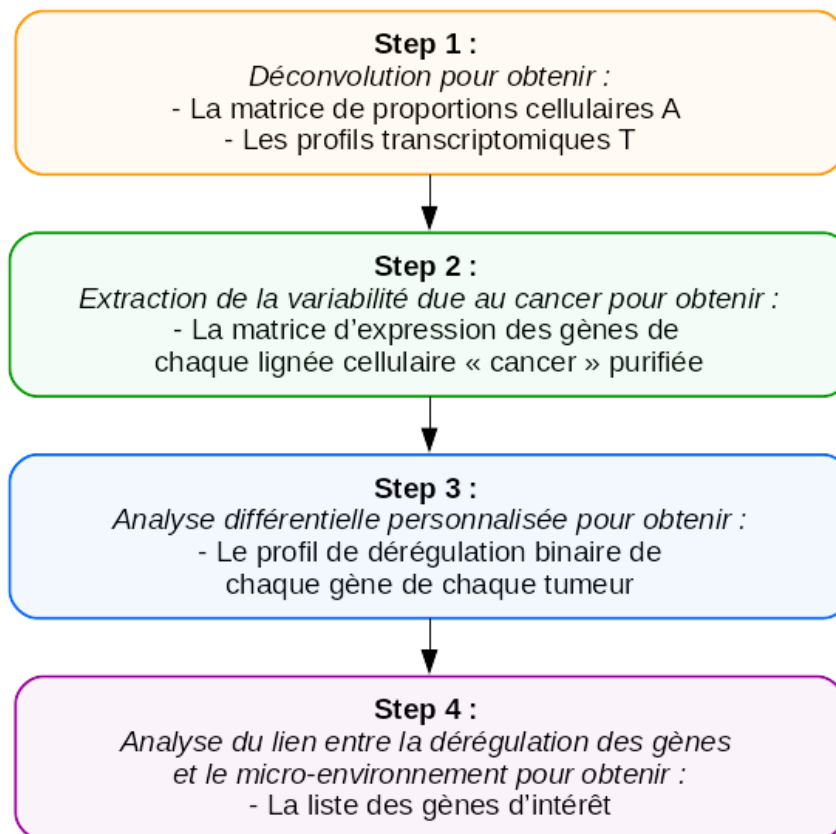 Step 1 :
Déconvolution pour obtenir :
- La matrice de proportions cellulaires A
- Les profils transcriptomiques T
Step 2 :
Extraction de la variabilité due au cancer pour obtenir :
- La matrice d’expression des gènes de
chaque lignée cellulaire « cancer » purifiée
Step 3 :
Analyse différentielle personnalisée pour obtenir :
- Le profil de dérégulation binaire de
chaque gène de chaque tumeur
Step 4 :
Analyse du lien entre la dérégulation des gènes
et le micro-environnement pour obtenir :
- La liste des gènes d’intérêt